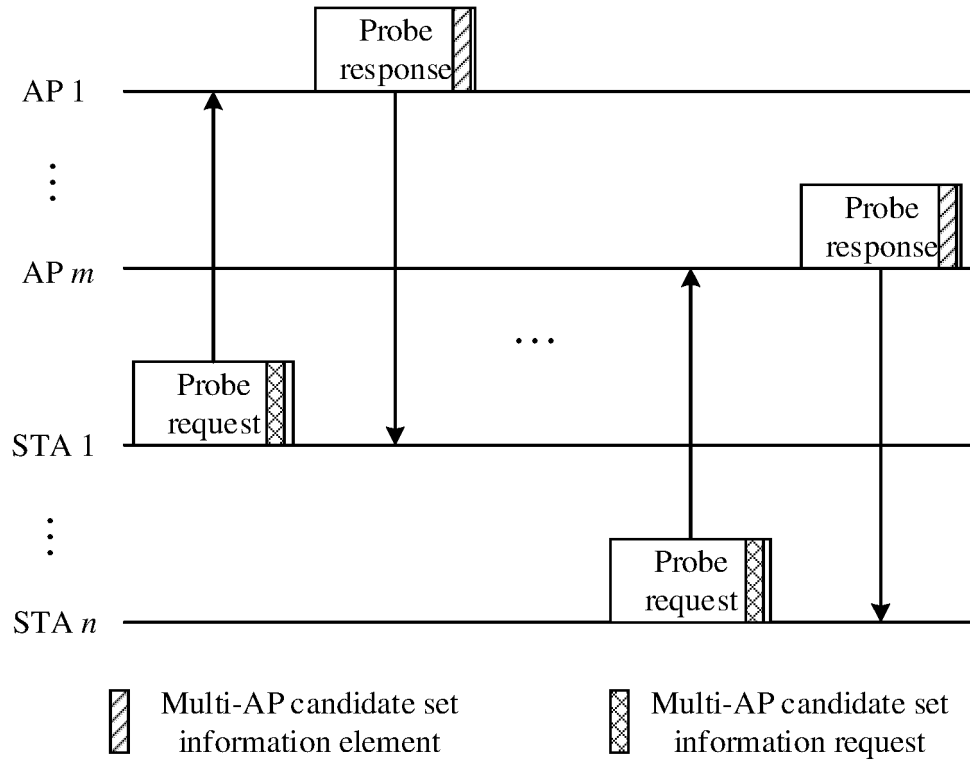 Probe
response
AP 1
⋮
Probe
response
AP m
…
Probe
request
STA 1
⋮
Probe
request
STA n
Multi-AP candidate set
information element
Multi-AP candidate set
information request